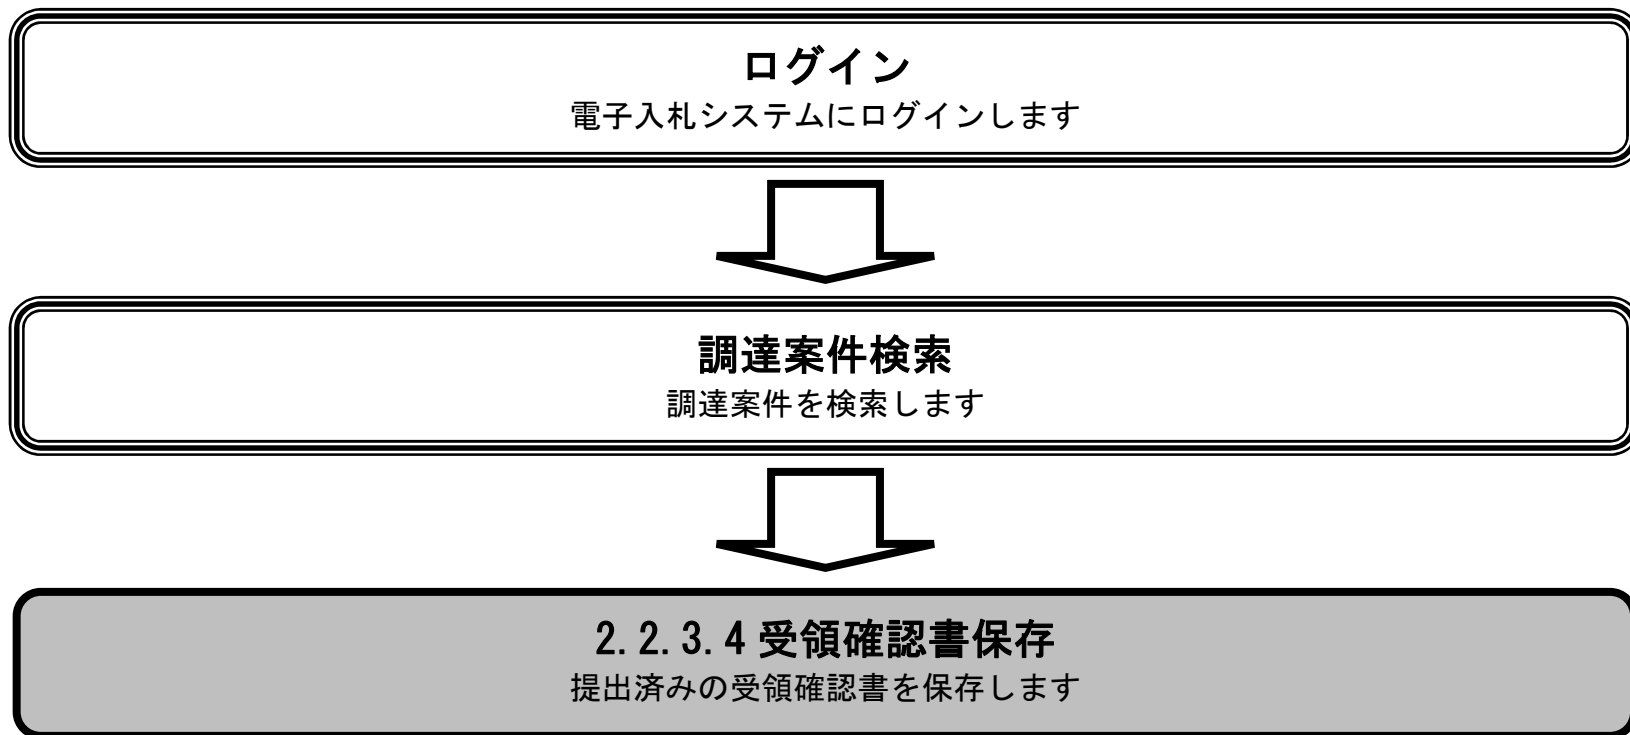 ログイン
電子入札システムにログインします
調達案件検索
調達案件を検索します
2.2.3.4 受領確認書保存
提出済みの受領確認書を保存します